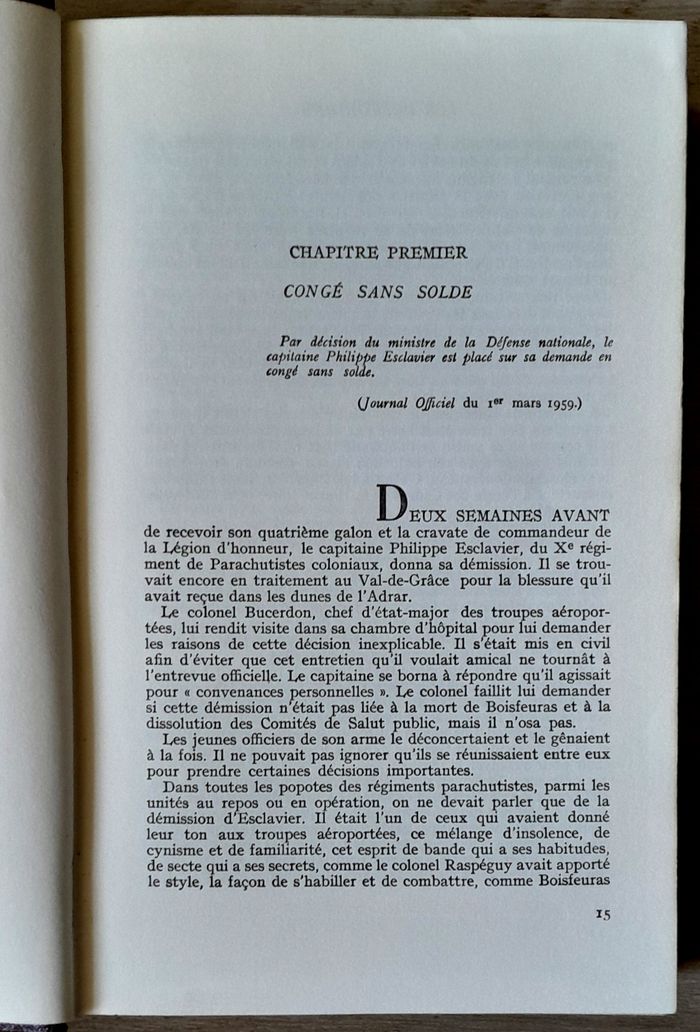 CHAPITRE PREMIER
CONGÉ SANS SOLDE
Par décision du ministre de la Défense nationale, le
capitaine Philippe Esclavier est placé sur sa demande en
congé sans solde.
(Journal Officiel du 1er mars 1959.)
DEUX SEMAINES AVANT
de recevoir son quatrième galon et la cravate de commandeur de
la Légion d'honneur, le capitaine Philippe Esclavier, du Xe régi-
ment de Parachutistes coloniaux, donna sa démission. Il se trou-
vait encore en traitement au Val-de-Grâce pour la blessure qu'il
avait reçue dans les dunes de l'Adrar.
Le colonel Bucerdon, chef d'état-major des troupes aéropor-
tées, lui rendit visite dans sa chambre d'hôpital pour lui demander
les raisons de cette décision inexplicable. Il s'était mis en civil
afin d'éviter que cet entretien qu'il voulait amical ne tournât à
l'entrevue officielle. Le capitaine se borna à répondre qu'il agissait
pour « convenances personnelles ». Le colonel faillit lui demander
si cette démission n'était pas liée à la mort de Boisfeuras et à la
dissolution des Comités de Salut public, mais il n'osa pas.
Les jeunes officiers de son arme le déconcertaient et le gênaient
à la fois. Il ne pouvait pas ignorer qu'ils se réunissaient entre eux
pour prendre certaines décisions importantes.
Dans toutes les popotes des régiments parachutistes, parmi les
unités au repos ou en opération, on ne devait parler que de la
démission d'Esclavier. Il était l'un de ceux qui avaient donné
leur ton aux troupes aéroportées, ce mélange d'insolence, de
cynisme et de familiarité, cet esprit de bande qui a ses habitudes,
de secte qui a ses secrets, comme le colonel Raspéguy avait apporté
le style, la façon de s'habiller et de combattre, comme Boisfeuras
15